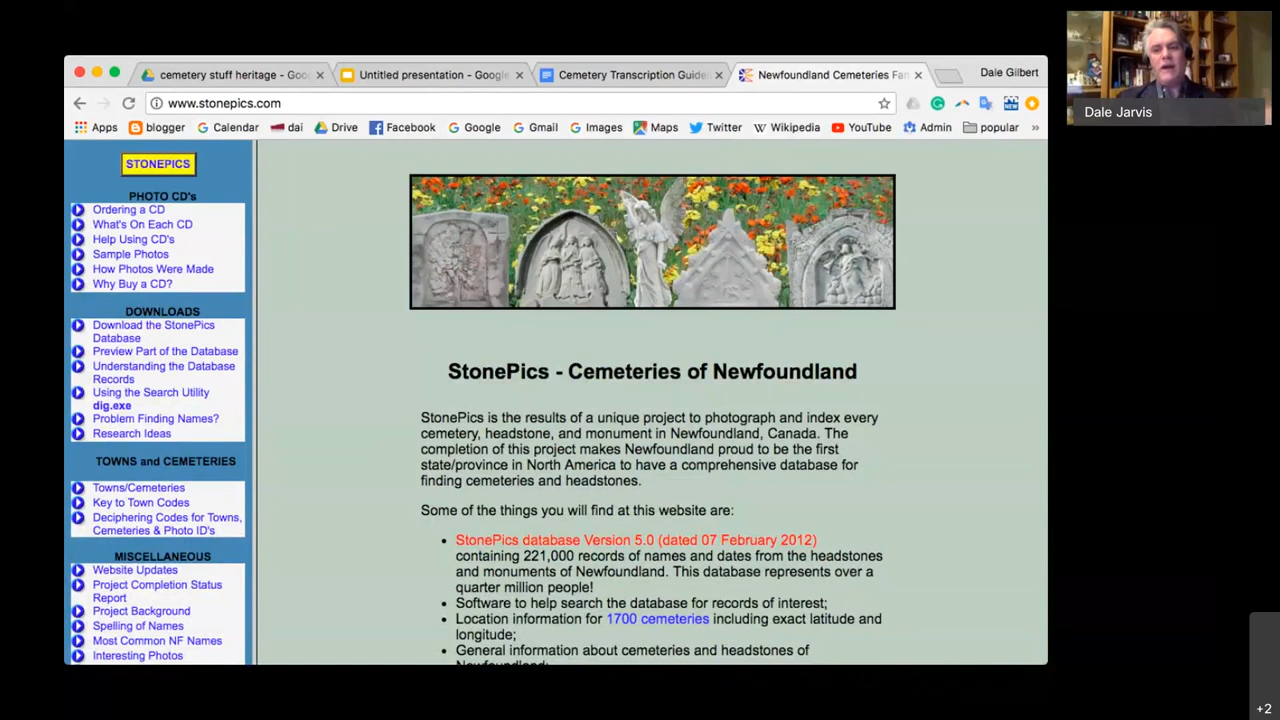 cemetery stuff heritage - Goo
Untitled presentation - Google
Cemetery Transcription Guide
Newfoundland Cemeteries Fan
Dale Gilbert
www.stonepics.com
Apps
blogger
Calendar
dai
Drive
Facebook
Google
Gmail
Images
Maps
Twitter
Wikipedia
YouTube
Admin
popular
»
STONEPICS
PHOTO CD's
Ordering a CD
What's On Each CD
Help Using CD's
Sample Photos
How Photos Were Made
Why Buy a CD?
DOWNLOADS
Download the StonePics
Database
Preview Part of the Database
Understanding the Database
Records
Using the Search Utility
dig.exe
Problem Finding Names?
Research Ideas
TOWNS and CEMETERIES
Towns/Cemeteries
Key to Town Codes
Deciphering Codes for Towns,
Cemeteries & Photo ID's
MISCELLANEOUS
Website Updates
Project Completion Status
Report
Project Background
Spelling of Names
Most Common NF Names
Interesting Photos
StonePics - Cemeteries of Newfoundland
StonePics is the results of a unique project to photograph and index every
cemetery, headstone, and monument in Newfoundland, Canada. The
completion of this project makes Newfoundland proud to be the first
state/province in North America to have a comprehensive database for
finding cemeteries and headstones.
Some of the things you will find at this website are:
• StonePics database Version 5.0 (dated 07 February 2012)
containing 221,000 records of names and dates from the headstones
and monuments of Newfoundland. This database represents over a
quarter million people!
• Software to help search the database for records of interest;
• Location information for 1700 cemeteries including exact latitude and
longitude;
• General information about cemeteries and headstones of
Newfoundland;
Dale Jarvis
+2